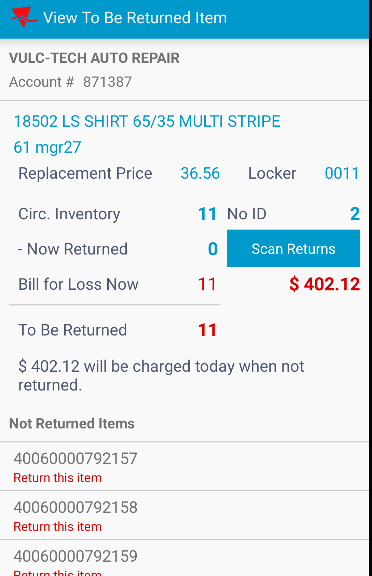 View To Be Returned Item
VULC-TECH AUTO REPAIR
Account # 871387
18502 LS SHIRT 65/35 MULTI STRIPE
61 mgr27
Replacement Price 36.56 Locker 0011
Circ. Inventory 11 No ID 2
- Now Returned 0 Scan Returns
Bill for Loss Now 11 $ 402.12
To Be Returned 11
$ 402.12 will be charged today when not
returned.
Not Returned Items
40060000792157
Return this item
40060000792158
Return this item
40060000792159
Return this item